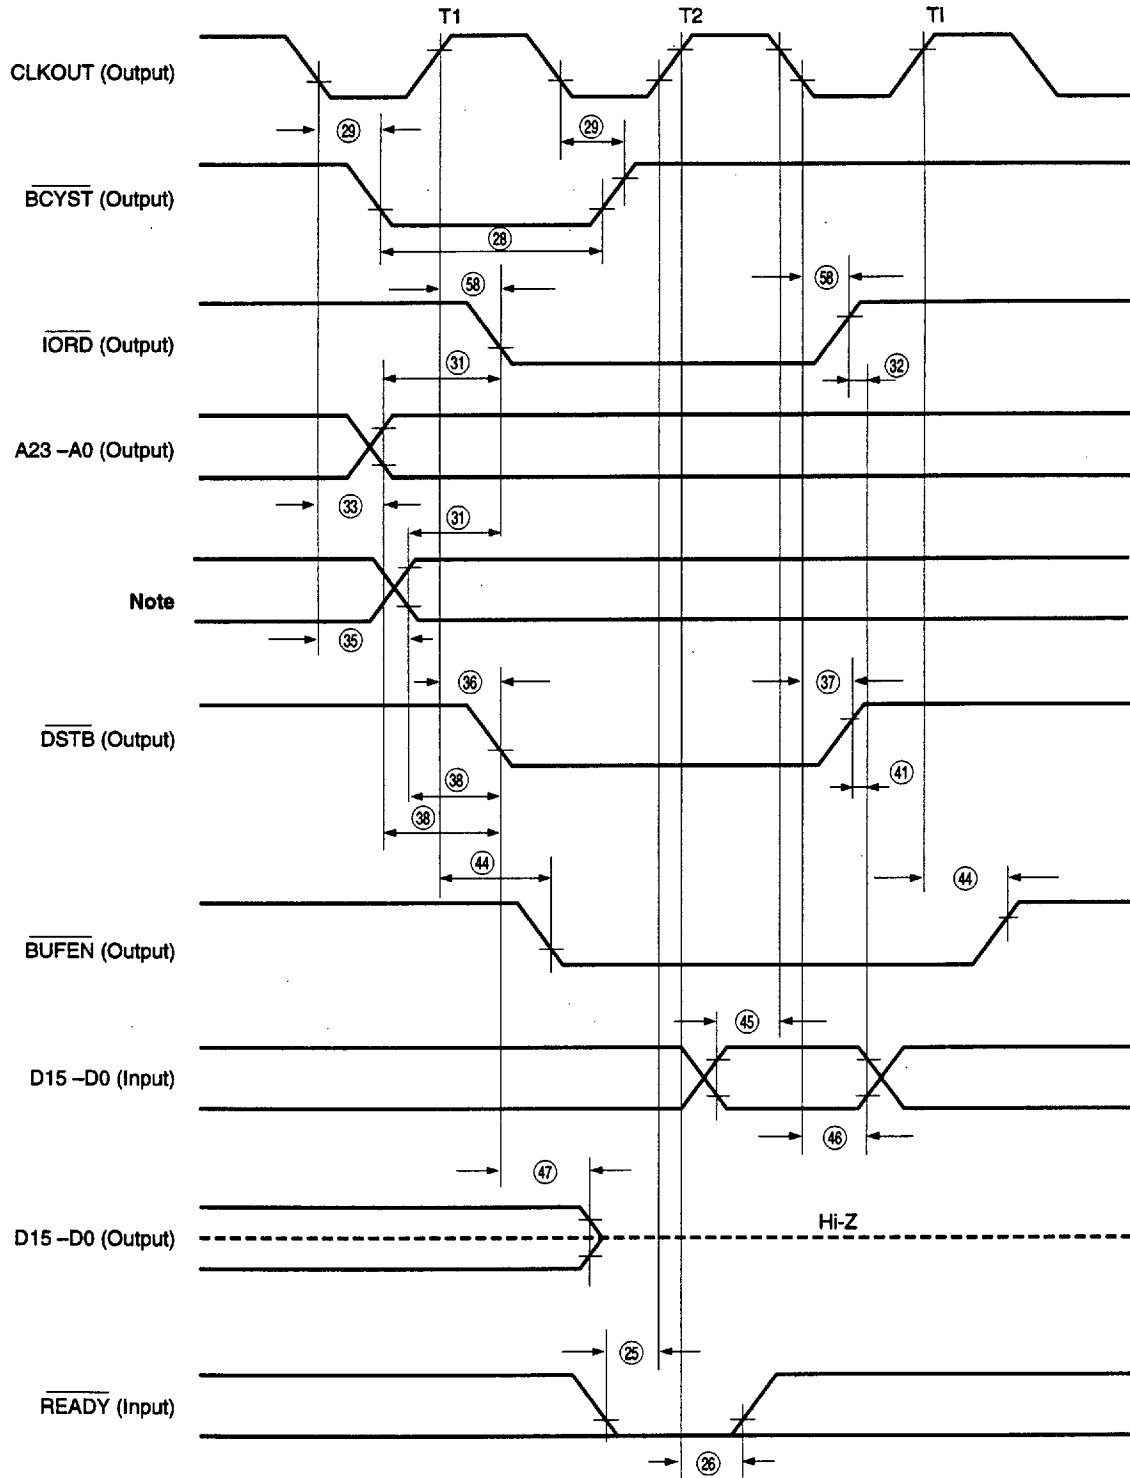 T1 T2 TI
CLKOUT (Output)
29 29
BCYST (Output)
28
58 58
IORD (Output)
31 32
A23 –A0 (Output)
33 31
Note
35
36 37
DSTB (Output)
41
38
38
44 44
BUFEN (Output)
45
D15 –D0 (Input)
46
47
Hi-Z
D15 –D0 (Output)
25
READY (Input)
26